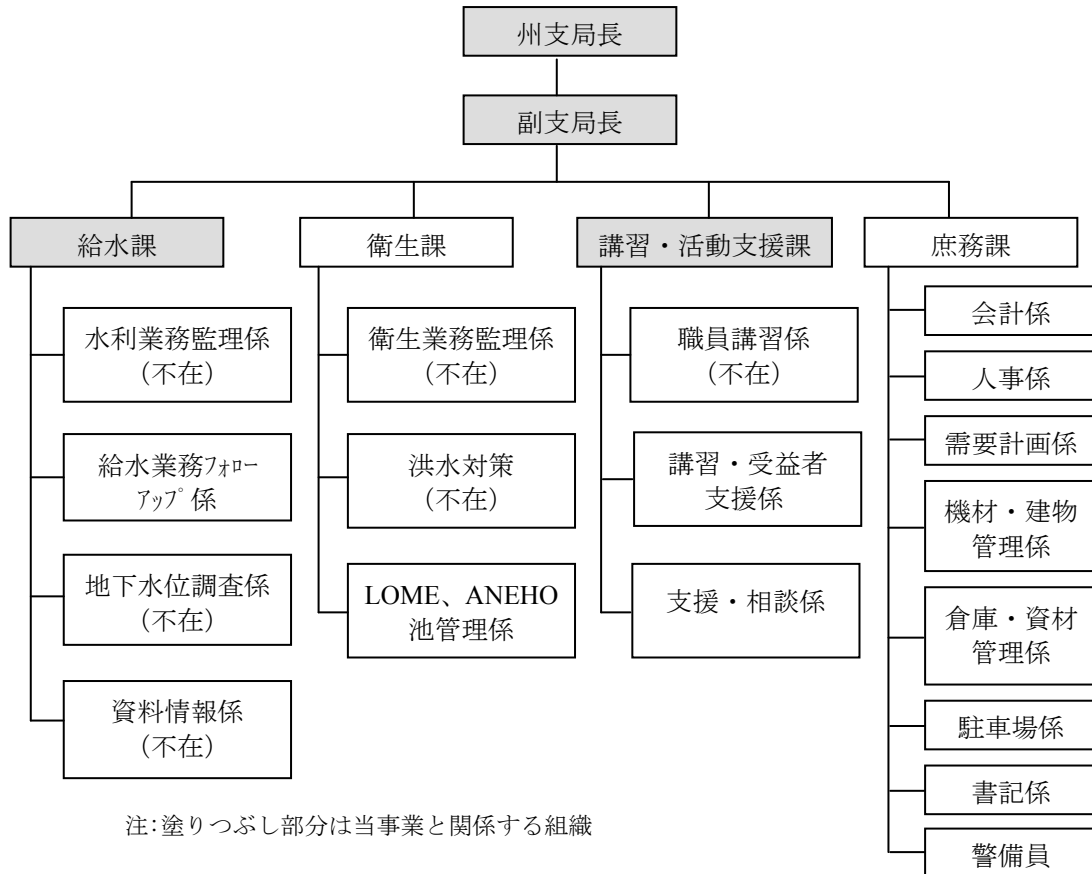 州支局長
副支局長
給水課
衛生課
講習・活動支援課
庶務課
水利業務監理係
(不在)
給水業務フォロー
アップ係
地下水位調査係
(不在)
資料情報係
(不在)
衛生業務監理係
(不在)
洪水対策
(不在)
LOME、ANEHO
池管理係
職員講習係
(不在)
講習・受益者
支援係
支援・相談係
会計係
人事係
需要計画係
機材・建物
管理係
倉庫・資材
管理係
駐車場係
書記係
警備員
注:塗りつぶし部分は当事業と関係する組織